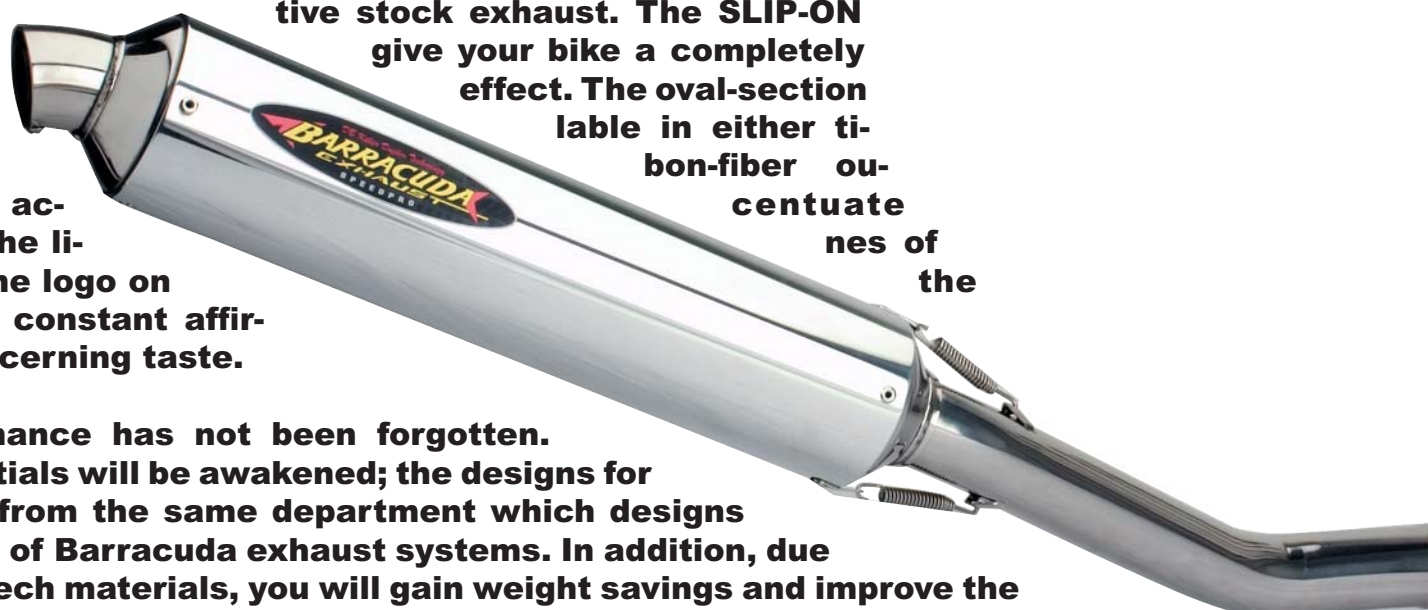 tive stock exhaust. The SLIP-ON
give your bike a completely
effect. The oval-section
lable in either ti-
bon-fiber ou-
ac- centuate
he li- nes of
ne logo on the
constant affir-
cerning taste.
nance has not been forgotten.
tials will be awakened; the designs for
from the same department which designs
of Barracuda exhaust systems. In addition, due
ech materials, you will gain weight savings and improve the
BARRACUDA
EXHAUST
SPEEDPRO